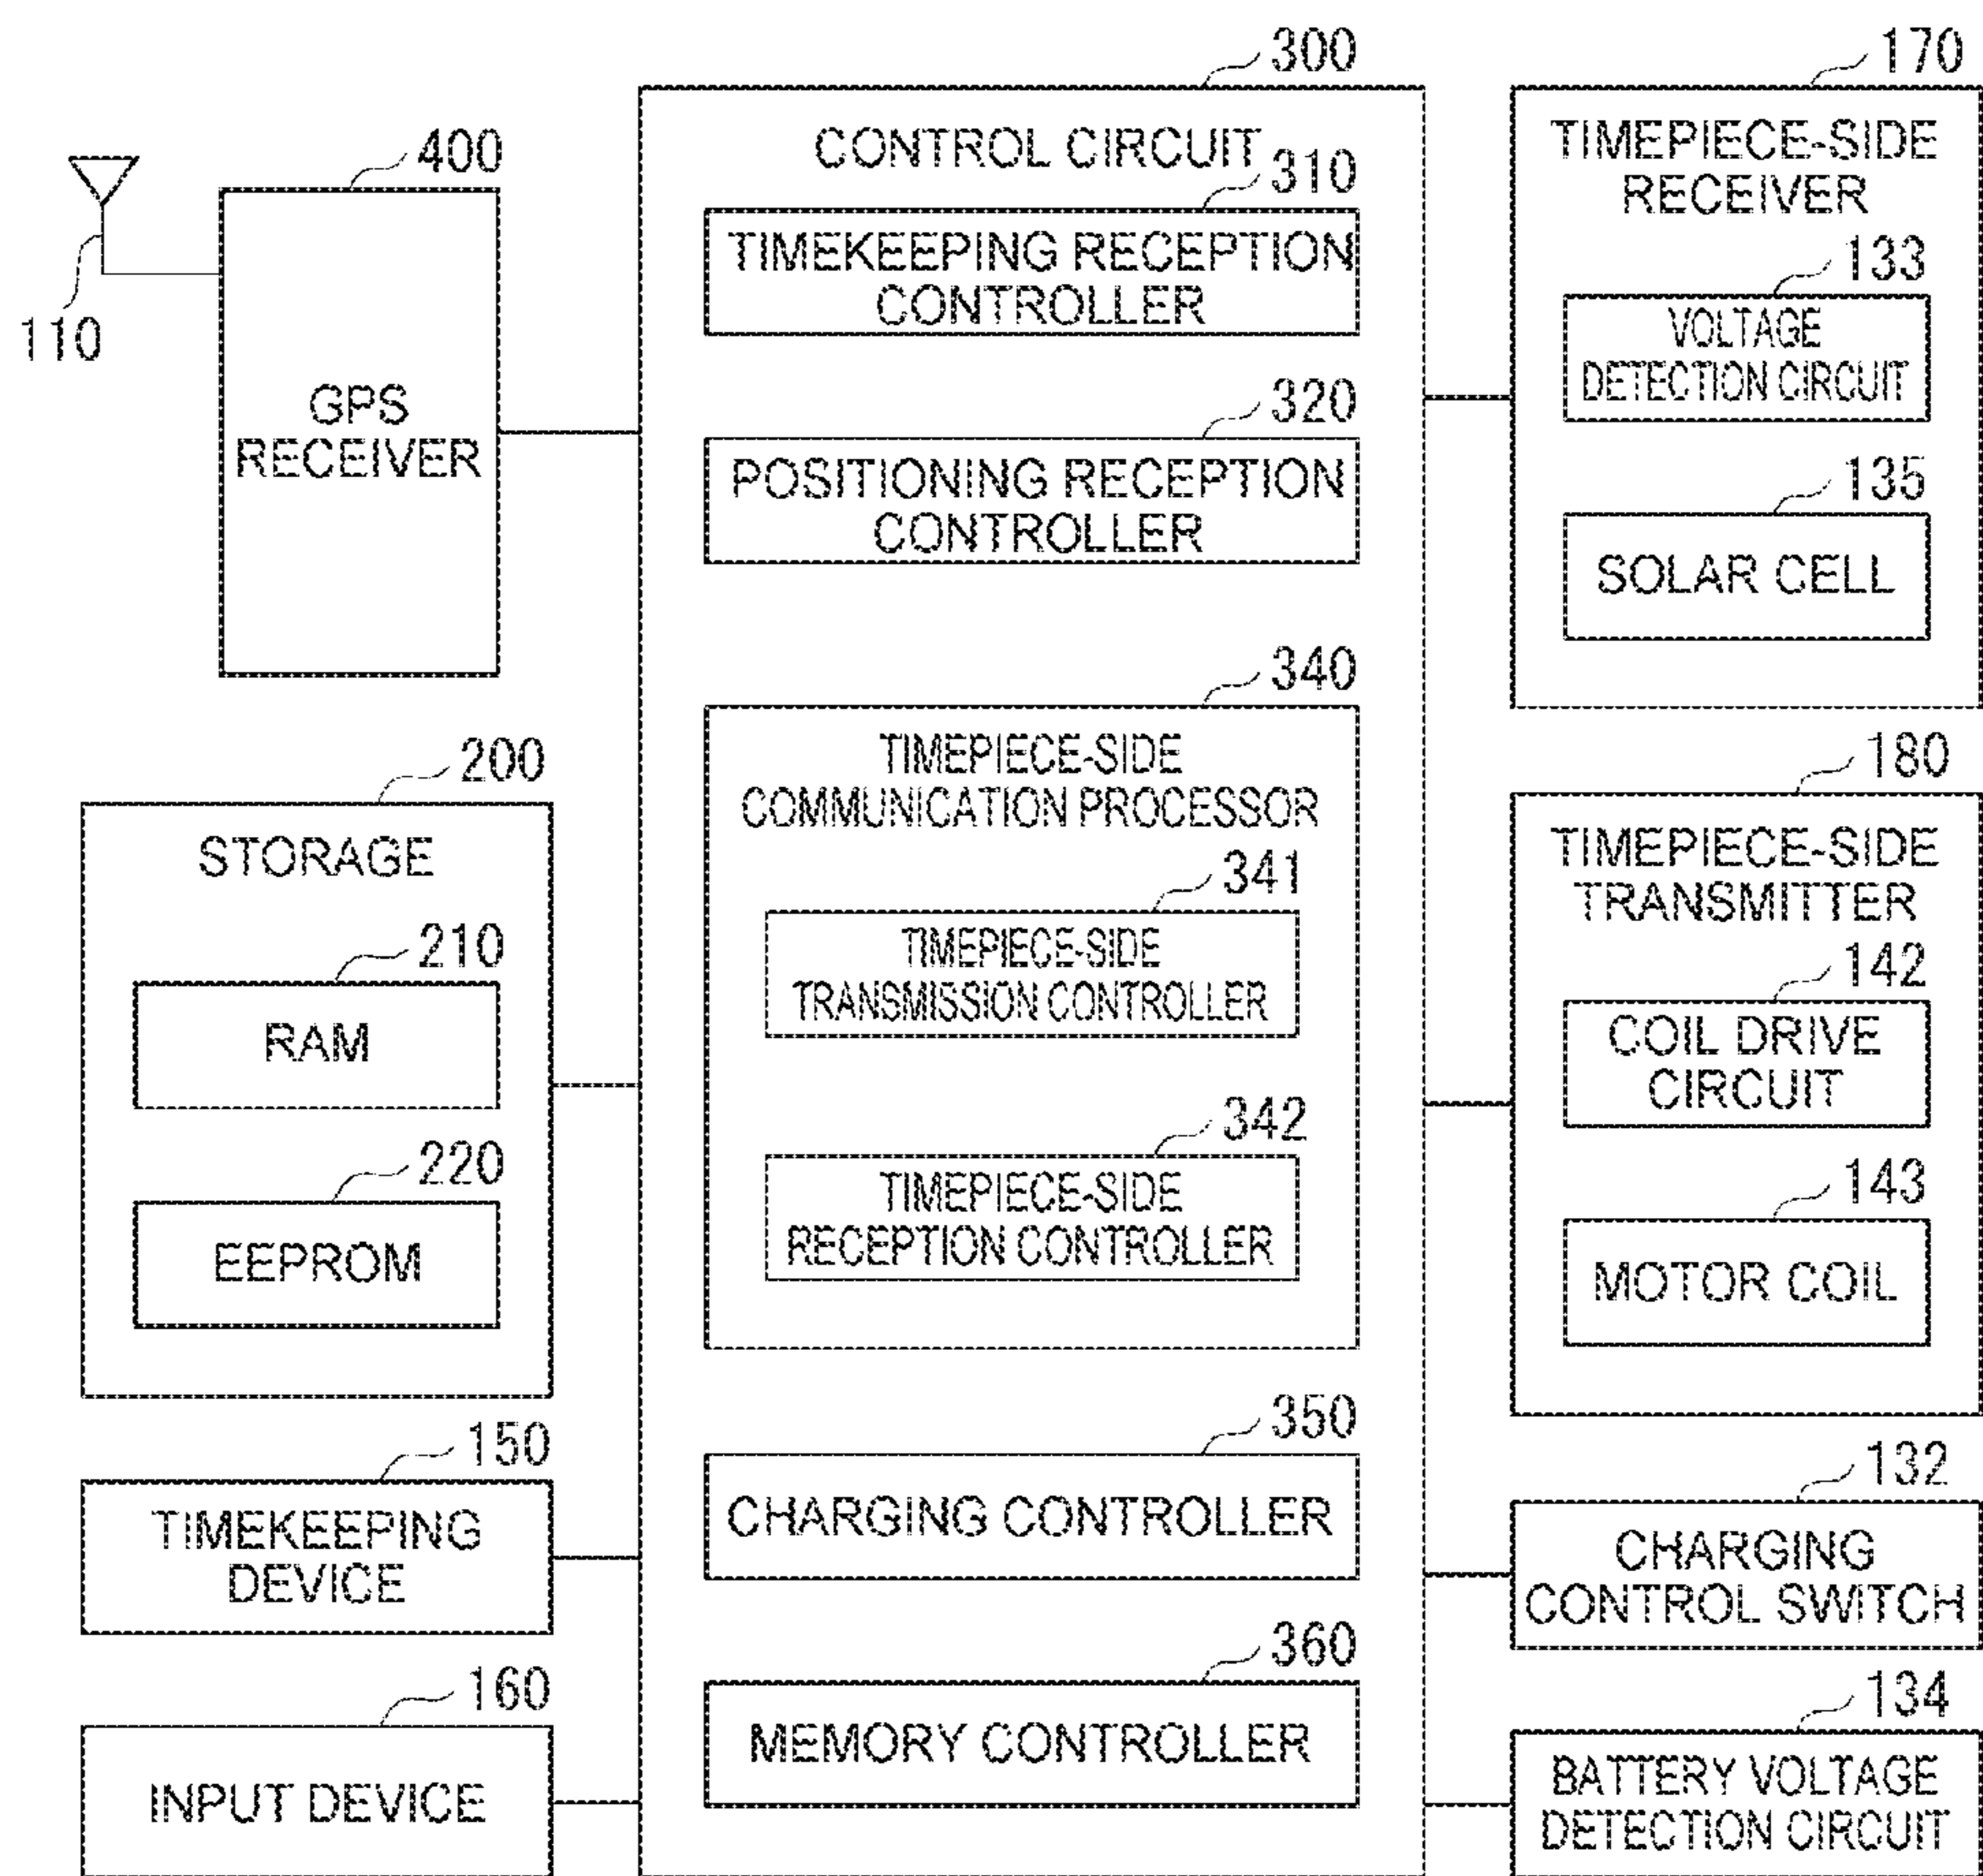 400
110
GPS
RECEIVER
200
STORAGE
210
RAM
220
EEPROM
150
TIMEKEEPING
DEVICE
160
INPUT DEVICE
300
CONTROL CIRCUIT
310
TIMEKEEPING RECEPTION
CONTROLLER
320
POSITIONING RECEPTION
CONTROLLER
340
TIMEPIECE-SIDE
COMMUNICATION PROCESSOR
341
TIMEPIECE-SIDE
TRANSMISSION CONTROLLER
342
TIMEPIECE-SIDE
RECEPTION CONTROLLER
350
CHARGING CONTROLLER
360
MEMORY CONTROLLER
170
TIMEPIECE-SIDE
RECEIVER
133
VOLTAGE
DETECTION CIRCUIT
135
SOLAR CELL
180
TIMEPIECE-SIDE
TRANSMITTER
142
COIL DRIVE
CIRCUIT
143
MOTOR COIL
132
CHARGING
CONTROL SWITCH
134
BATTERY VOLTAGE
DETECTION CIRCUIT